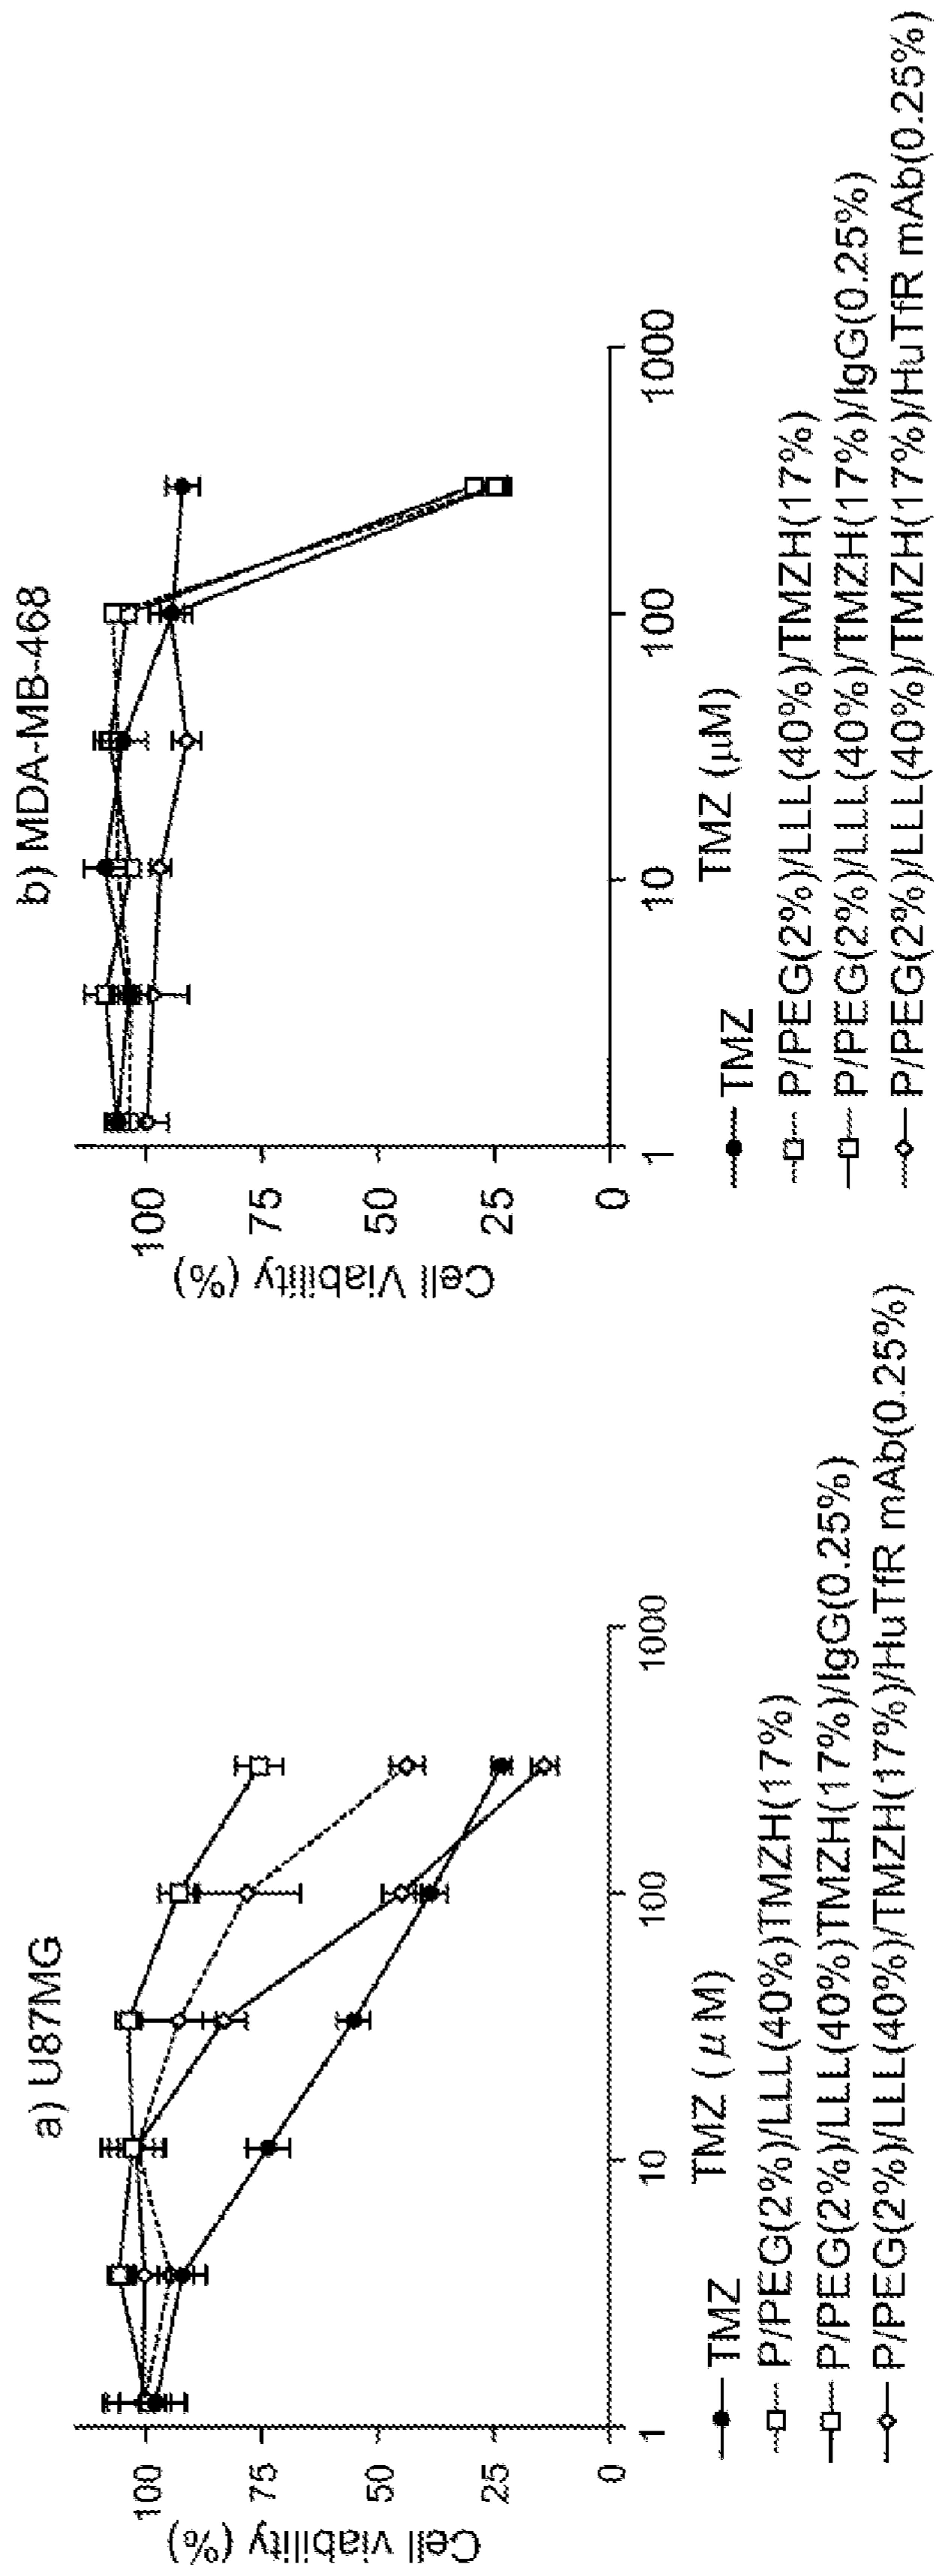 a) U87MG
Cell viability (%)
100
75
50
25
0
1
10
100
1000
TMZ (μM)
TMZ
P/PEG(2%)/LLL(40%)TMZH(17%)
P/PEG(2%)/LLL(40%)TMZH(17%)/IgG(0.25%)
P/PEG(2%)/LLL(40%)/TMZH(17%)/HuTfR mAb(0.25%)
b) MDA-MB-468
Cell Viability (%)
100
75
50
25
0
1
10
100
1000
TMZ (μM)
TMZ
P/PEG(2%)/LLL(40%)/TMZH(17%)
P/PEG(2%)/LLL(40%)/TMZH(17%)/IgG(0.25%)
P/PEG(2%)/LLL(40%)/TMZH(17%)/HuTfR mAb(0.25%)